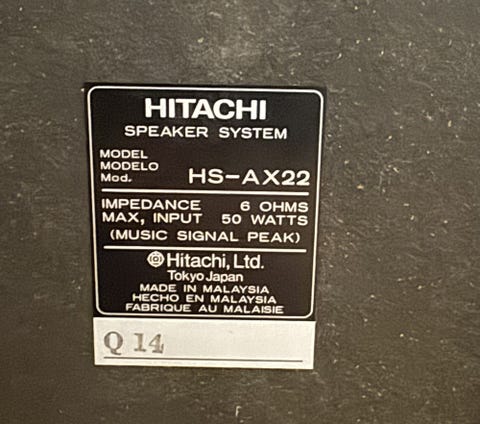 HITACHI
SPEAKER SYSTEM
MODEL
MODELO
Mod. HS-AX22
IMPEDANCE 6 OHMS
MAX, INPUT 50 WATTS
(MUSIC SIGNAL PEAK)
Hitachi, Ltd.
Tokyo Japan
MADE IN MALAYSIA
HECHO EN MALAYSIA
FABRIQUE AU MALAISIE
Q 14